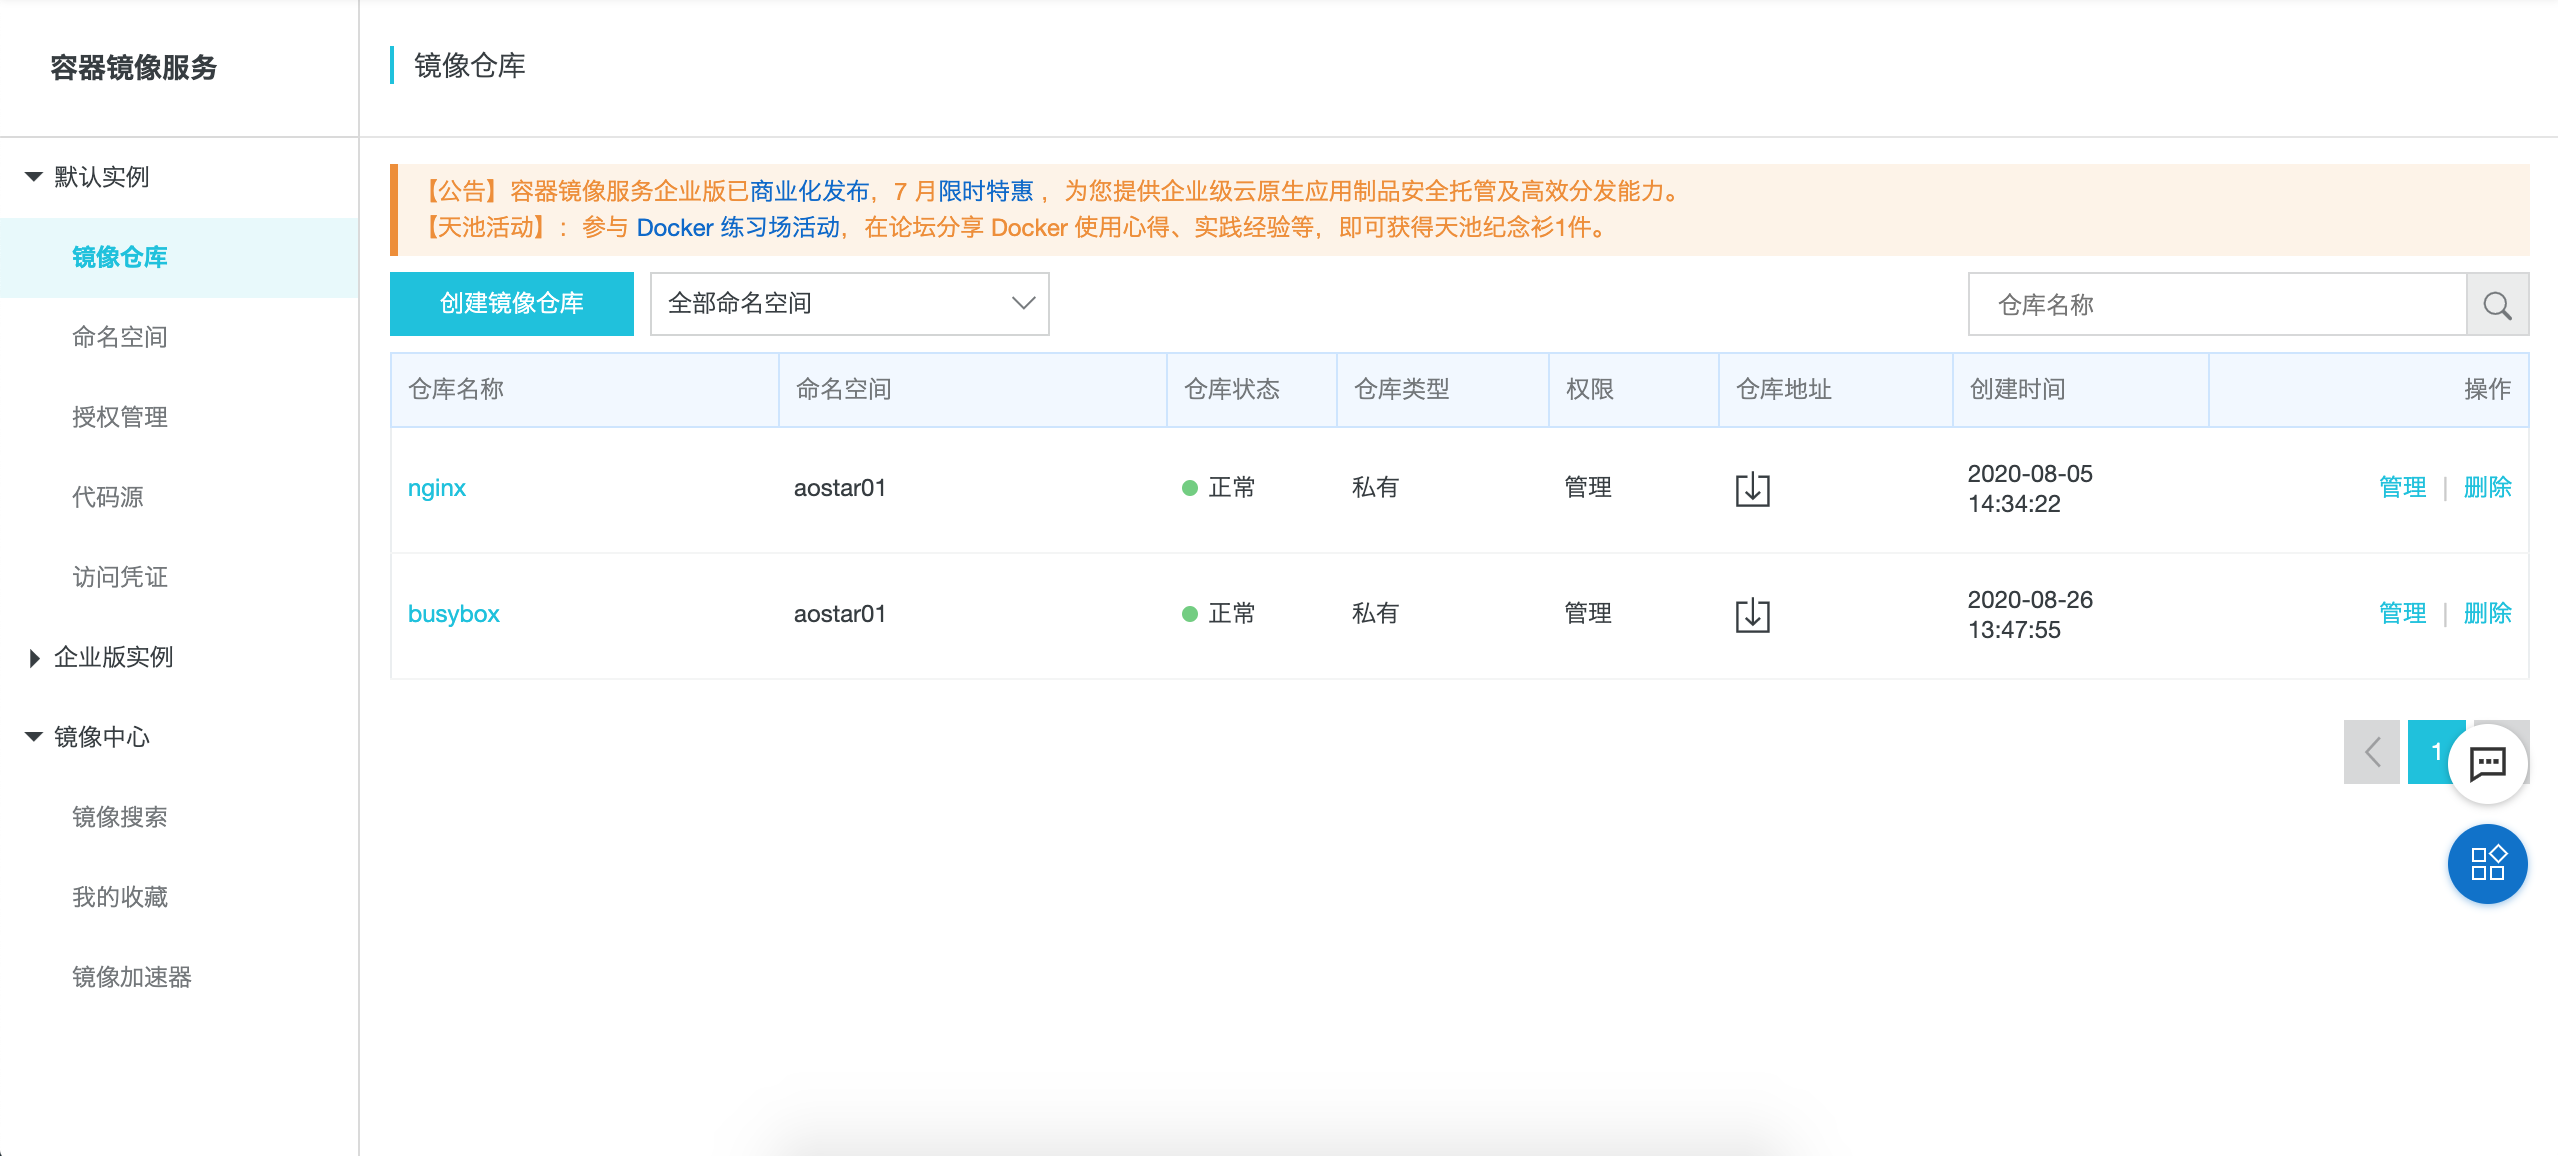 容器镜像服务
镜像仓库
默认实例
镜像仓库
命名空间
授权管理
代码源
访问凭证
企业版实例
镜像中心
镜像搜索
我的收藏
镜像加速器
【公告】容器镜像服务企业版已商业化发布，7 月限时特惠 ，为您提供企业级云原生应用制品安全托管及高效分发能力。
【天池活动】：参与 Docker 练习场活动，在论坛分享 Docker 使用心得、实践经验等，即可获得天池纪念衫1件。
创建镜像仓库 全部命名空间 仓库名称
仓库名称 命名空间 仓库状态 仓库类型 权限 仓库地址 创建时间 操作
nginx aostar01 正常 私有 管理 2020-08-05 14:34:22 管理 | 删除
busybox aostar01 正常 私有 管理 2020-08-26 13:47:55 管理 | 删除
1